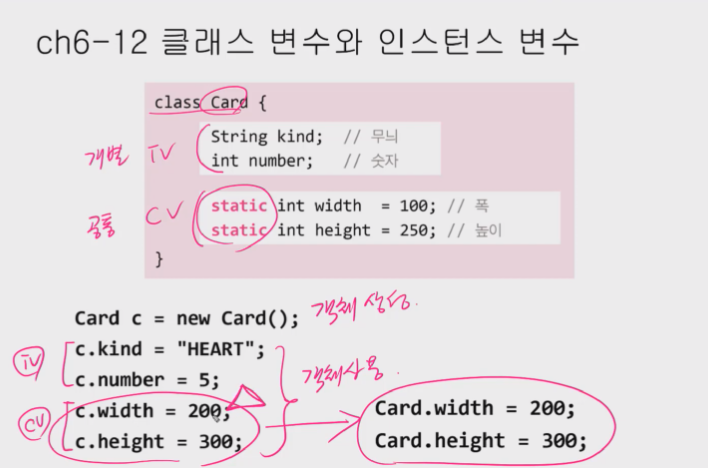 ch6-12 클래스 변수와 인스턴스 변수
class Card {
개별 IV
String kind; // 무늬
int number; // 숫자
공통 CV
static int width = 100; // 폭
static int height = 250; // 높이
}
Card c = new Card(); 객체생성.
IV
c.kind = "HEART";
c.number = 5;
객체사용.
CV
c.width = 200;
c.height = 300;
Card.width = 200;
Card.height = 300;